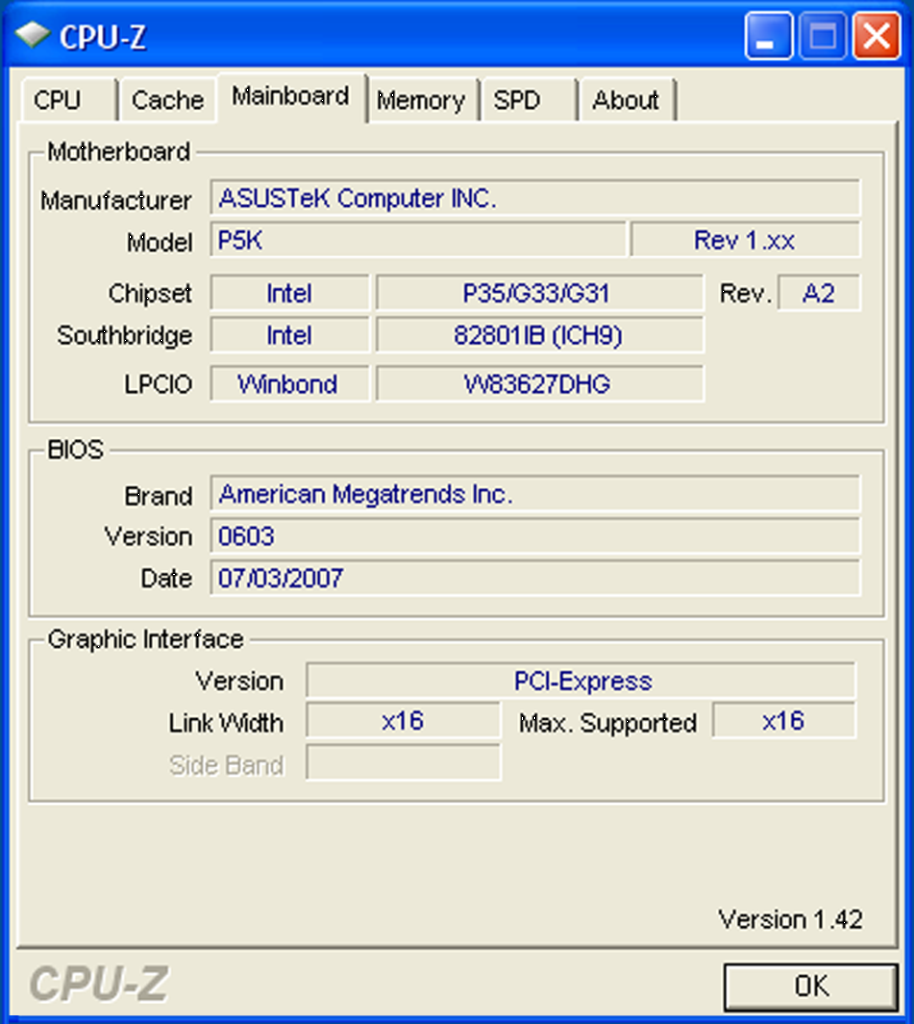 CPU-Z
CPU Cache Mainboard Memory SPD About
Motherboard
Manufacturer ASUSTeK Computer INC.
Model P5K Rev 1.xx
Chipset Intel P35/G33/G31 Rev. A2
Southbridge Intel 82801IB (ICH9)
LPCIO Winbond W83627DHG
BIOS
Brand American Megatrends Inc.
Version 0603
Date 07/03/2007
Graphic Interface
Version PCI-Express
Link Width x16 Max. Supported x16
Side Band
Version 1.42
CPU-Z OK